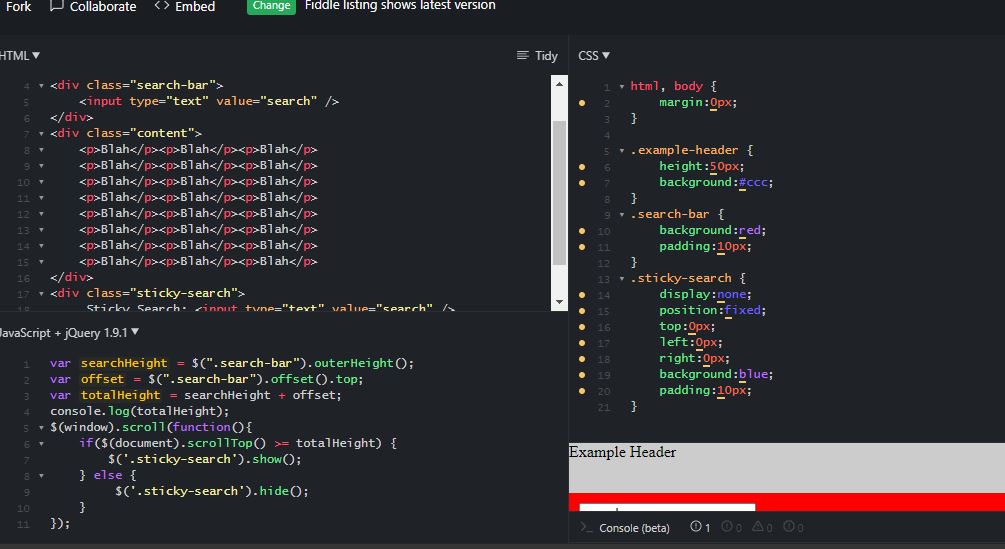 Fork Collaborate <> Embed Change Fiddle listing shows latest version
HTML ▼ Tidy
4 <div class="search-bar">
5 <input type="text" value="search" />
6 </div>
7 <div class="content">
8 <p>Blah</p><p>Blah</p><p>Blah</p>
9 <p>Blah</p><p>Blah</p><p>Blah</p>
10 <p>Blah</p><p>Blah</p><p>Blah</p>
11 <p>Blah</p><p>Blah</p><p>Blah</p>
12 <p>Blah</p><p>Blah</p><p>Blah</p>
13 <p>Blah</p><p>Blah</p><p>Blah</p>
14 <p>Blah</p><p>Blah</p><p>Blah</p>
15 <p>Blah</p><p>Blah</p><p>Blah</p>
16 </div>
17 <div class="sticky-search">
18 Sticky Search: <input type="text" value="search" />
JavaScript + jQuery 1.9.1 ▼
1 var searchHeight = $(".search-bar").outerHeight();
2 var offset = $(".search-bar").offset().top;
3 var totalHeight = searchHeight + offset;
4 console.log(totalHeight);
5 $(window).scroll(function(){
6 if($(document).scrollTop() >= totalHeight) {
7 $('.sticky-search').show();
8 } else {
9 $('.sticky-search').hide();
10 }
11 });
CSS ▼
1 html, body {
2 margin:0px;
3 }
4
5 .example-header {
6 height:50px;
7 background:#ccc;
8 }
9 .search-bar {
10 background:red;
11 padding:10px;
12 }
13 .sticky-search {
14 display:none;
15 position:fixed;
16 top:0px;
17 left:0px;
18 right:0px;
19 background:blue;
20 padding:10px;
21 }
Example Header
>_ Console (beta) 1 0 0 0